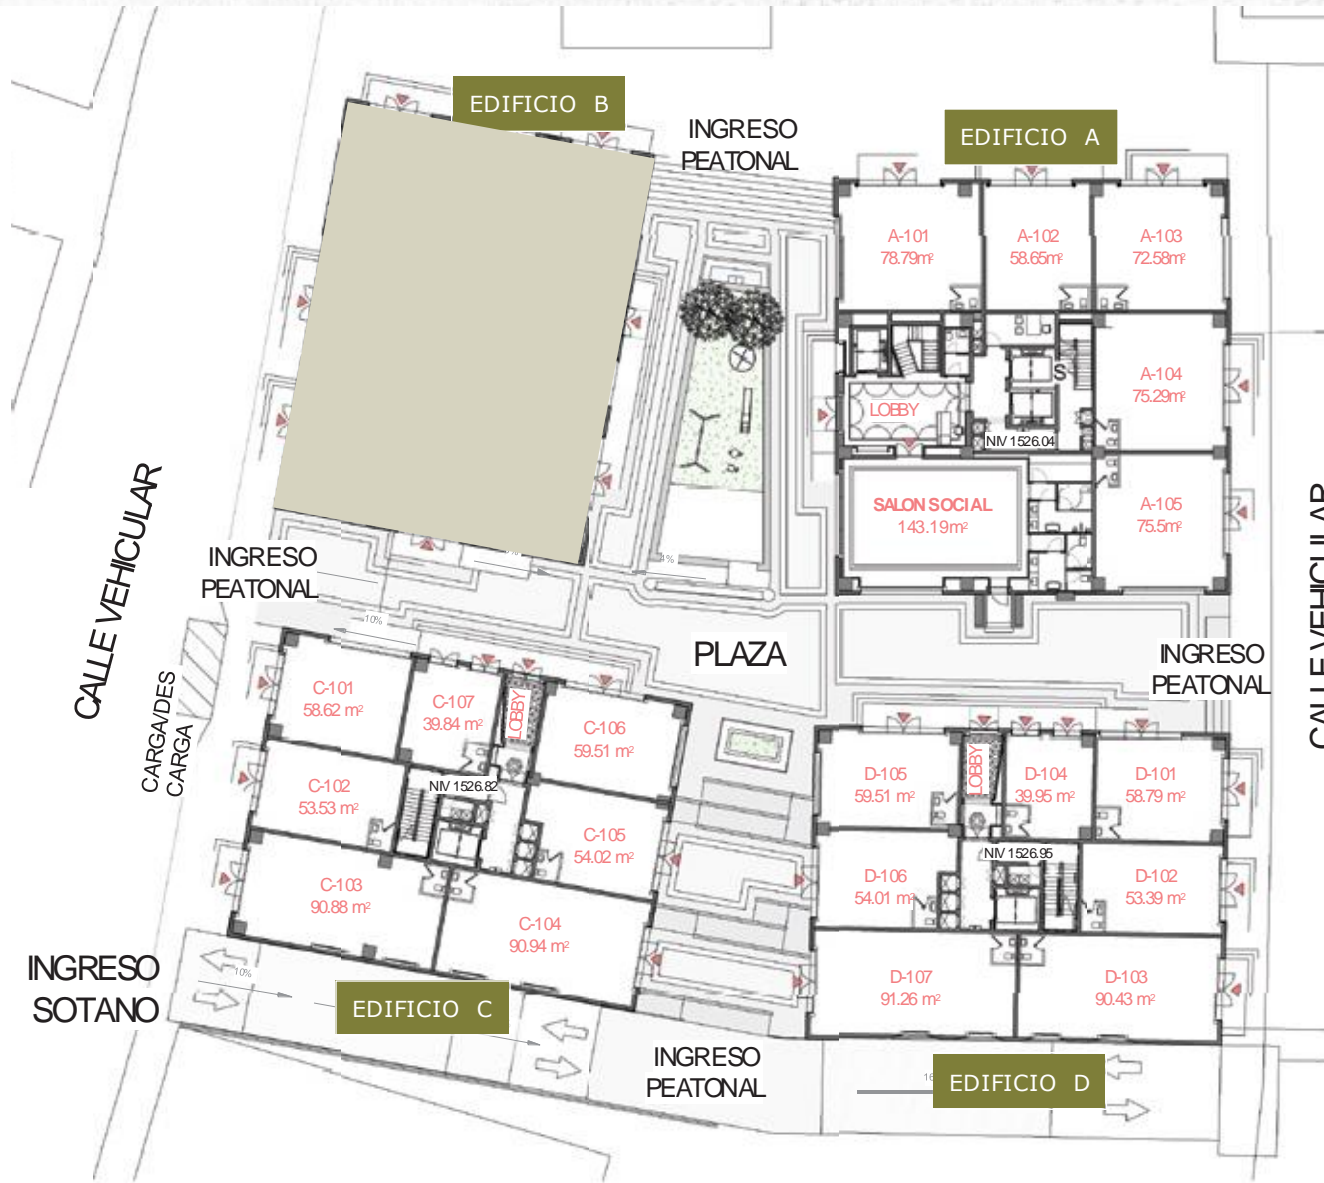 EDIFICIO B
INGRESO
PEATONAL
EDIFICIO A
A-101
78.79m²
A-102
58.65m²
A-103
72.58m²
A-104
75.29m²
S
LOBBY
NIV 1526.04
SALON SOCIAL
143.19m²
A-105
75.5m²
CALLE VEHICULAR
CALLE VEHICULAR
INGRESO
PEATONAL
4%
10%
PLAZA
INGRESO
PEATONAL
CARGA/DES
CARGA
C-101
58.62 m²
C-107
39.84 m²
LOBBY
C-106
59.51 m²
C-102
53.53 m²
NIV 1526.82
C-105
54.02 m²
C-103
90.88 m²
C-104
90.94 m²
D-105
59.51 m²
LOBBY
D-104
39.95 m²
D-101
58.79 m²
NIV 1526.95
D-106
54.01 m²
D-102
53.39 m²
D-107
91.26 m²
D-103
90.43 m²
INGRESO
SOTANO
10%
EDIFICIO C
INGRESO
PEATONAL
EDIFICIO D